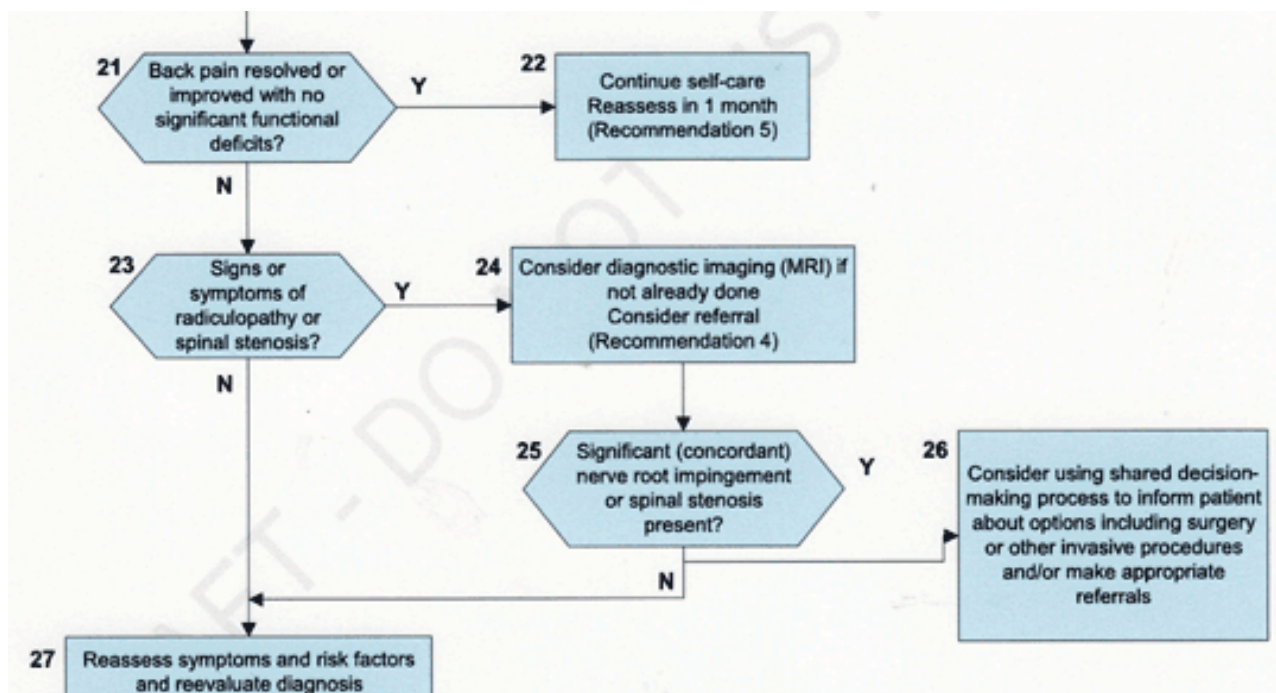 21
Back pain resolved or
improved with no
significant functional
deficits?
Y
22
Continue self-care
Reassess in 1 month
(Recommendation 5)
N
23
Signs or
symptoms of
radiculopathy or
spinal stenosis?
Y
24
Consider diagnostic imaging (MRI) if
not already done
Consider referral
(Recommendation 4)
N
25
Significant (concordant)
nerve root impingement
or spinal stenosis
present?
Y
26
Consider using shared decision-
making process to inform patient
about options including surgery
or other invasive procedures
and/or make appropriate
referrals
N
27
Reassess symptoms and risk factors
and reevaluate diagnosis